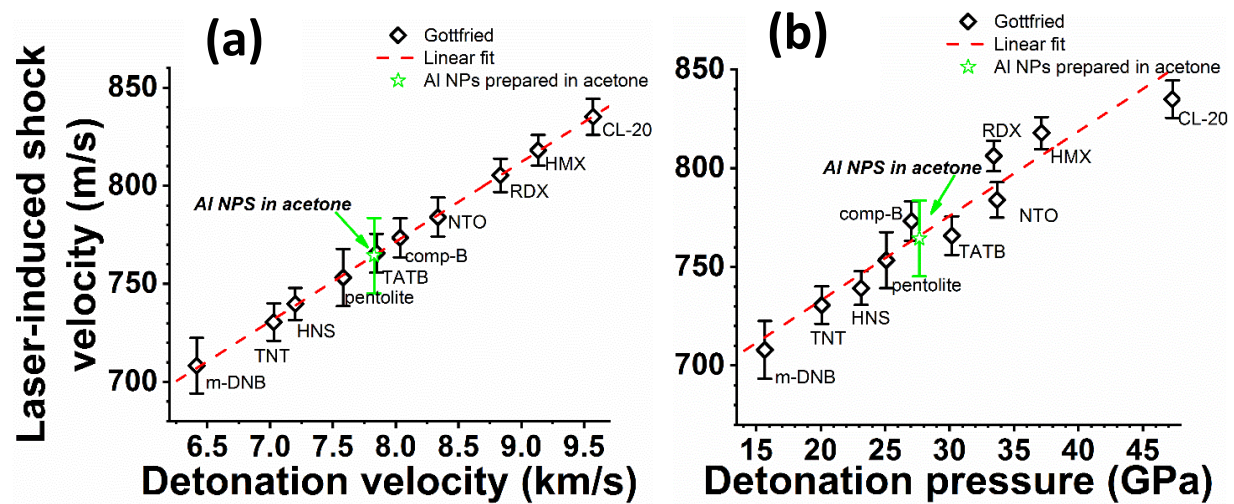 (a)
Gottfried
Linear fit
Al NPs prepared in acetone
Laser-induced shock
velocity (m/s)
850
800
750
700
Al NPS in acetone
CL-20
HMX
RDX
NTO
comp-B
TATB
pentolite
HNS
TNT
m-DNB
6.5 7.0 7.5 8.0 8.5 9.0 9.5
Detonation velocity (km/s)
(b)
Gottfried
Linear fit
Al NPs prepared in acetone
850
800
750
700
RDX
CL-20
HMX
Al NPS in acetone
comp-B
NTO
TATB
pentolite
HNS
TNT
m-DNB
15 20 25 30 35 40 45
Detonation pressure (GPa)